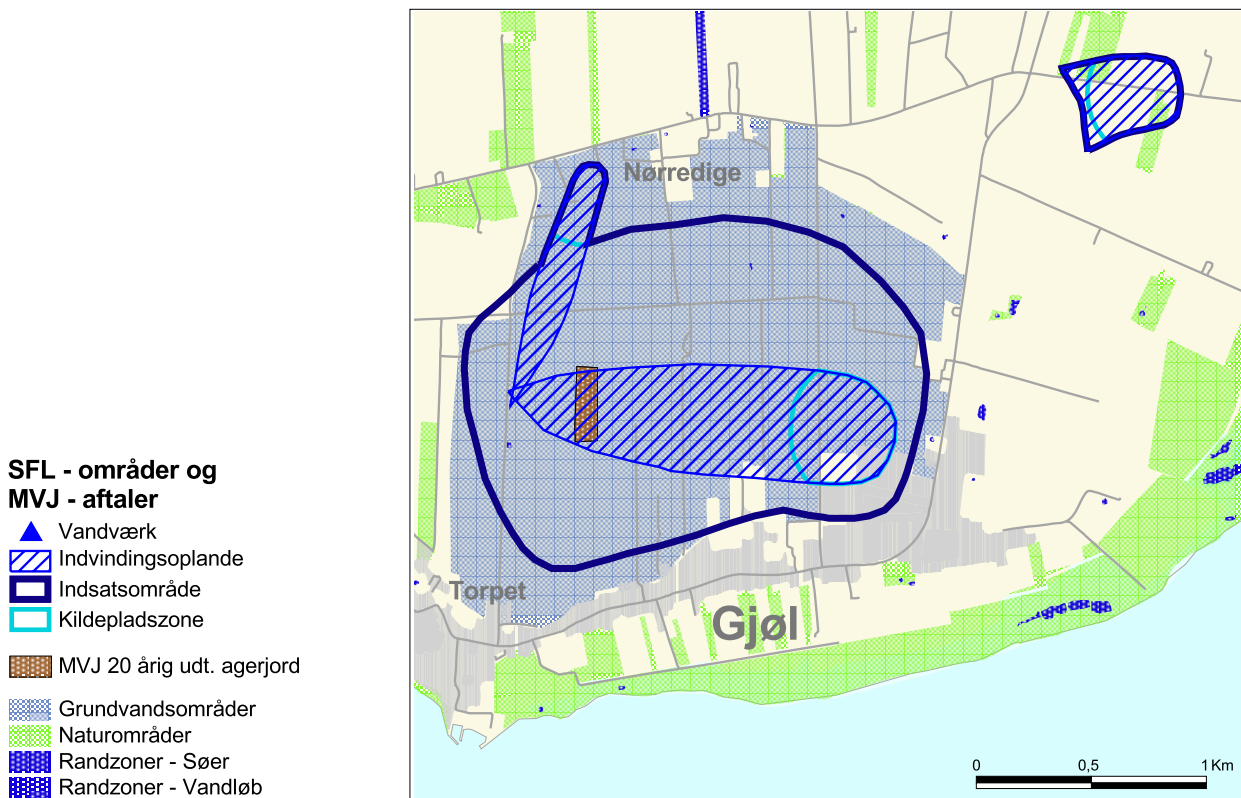 SFL - områder og
MVJ - aftaler
Vandværk
Indvindingsoplande
Indsatsområde
Kildepladszone
MVJ 20 årig udt. agerjord
Grundvandsområder
Naturområder
Randzoner - Søer
Randzoner - Vandløb
Nørredige
Torpet
Gjøl
0 0,5 1 Km